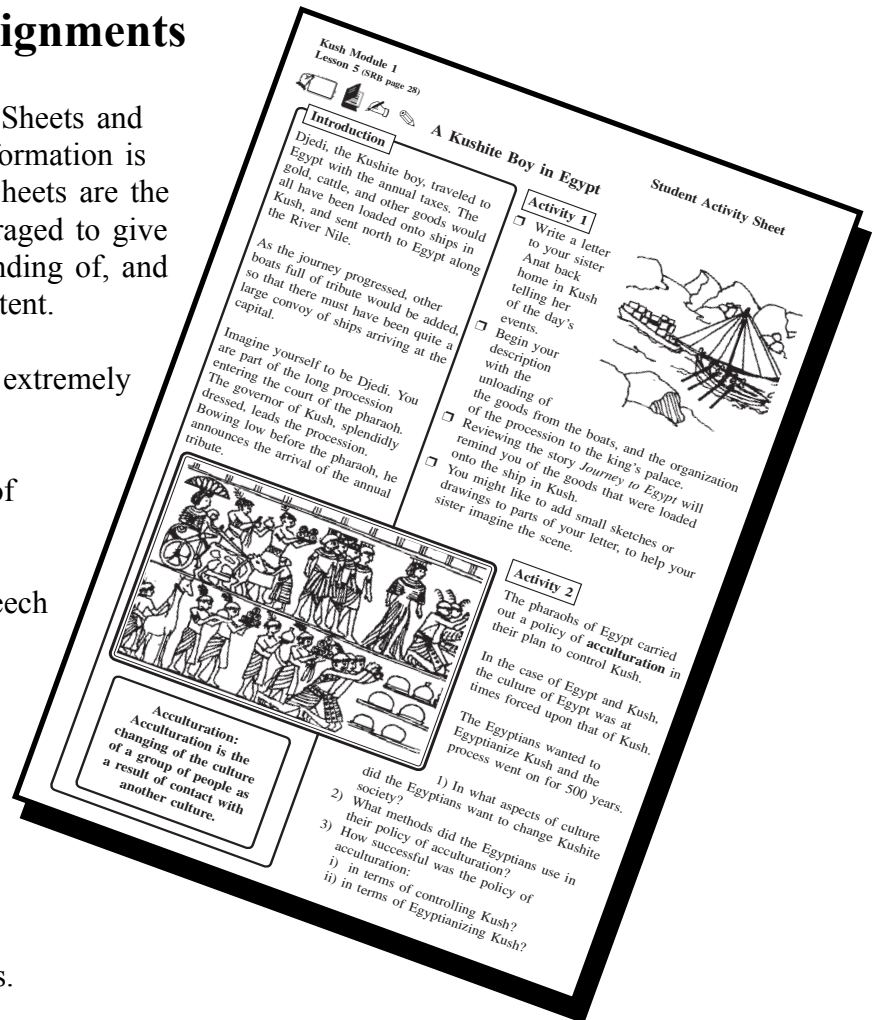 ignments
Sheets and
ormation is
heets are the
raged to give
nding of, and
tent.
extremely
of
eech
s.
Kush Module 1
Lesson 5 (SRB page 28)
A Kushite Boy in Egypt
Student Activity Sheet
Introduction
Djedi, the Kushite boy, traveled to
Egypt with the annual taxes. The
gold, cattle, and other goods would
all have been loaded onto ships in
Kush, and sent north to Egypt along
the River Nile.
As the journey progressed, other
boats full of tribute would be added,
so that there must have been quite a
large convoy of ships arriving at the
capital.
Imagine yourself to be Djedi. You
are part of the long procession
entering the court of the pharaoh.
The governor of Kush, splendidly
dressed, leads the procession.
Bowing low before the pharaoh, he
announces the arrival of the annual
tribute.
Acculturation:
Acculturation is the
changing of the culture
of a group of people as
a result of contact with
another culture.
Activity 1
❒ Write a letter
to your sister
Anat back
home in Kush
telling her
of the day's
events.
❒ Begin your
description
with the
unloading of
the goods from the boats, and the organization
of the procession to the king's palace.
❒ Reviewing the story Journey to Egypt will
remind you of the goods that were loaded
onto the ship in Kush.
❒ You might like to add small sketches or
drawings to parts of your letter, to help your
sister imagine the scene.
Activity 2
The pharaohs of Egypt carried
out a policy of acculturation in
their plan to control Kush.
In the case of Egypt and Kush,
the culture of Egypt was at
times forced upon that of Kush.
The Egyptians wanted to
Egyptianize Kush and the
process went on for 500 years.
1) In what aspects of culture
did the Egyptians want to change Kushite
society?
2) What methods did the Egyptians use in
their policy of acculturation?
3) How successful was the policy of
acculturation:
i) in terms of controlling Kush?
ii) in terms of Egyptianizing Kush?